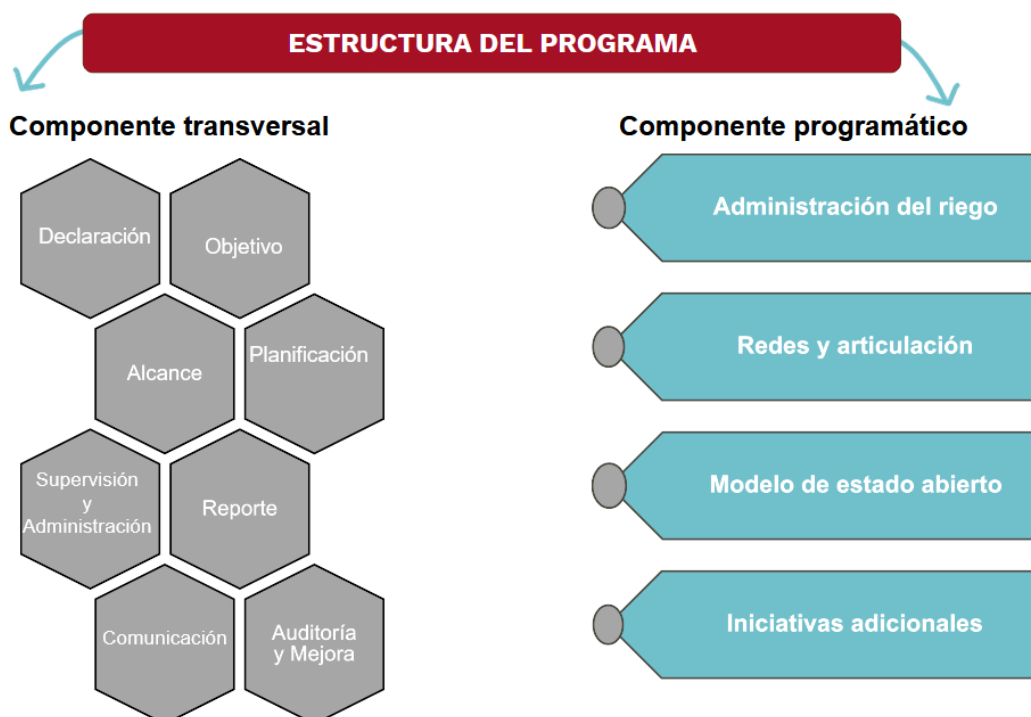 ESTRUCTURA DEL PROGRAMA
Componente transversal
Declaración
Objetivo
Alcance
Planificación
Supervisión
y
Administración
Reporte
Comunicación
Auditoría
y Mejora
Componente programático
Administración del riego
Redes y articulación
Modelo de estado abierto
Iniciativas adicionales